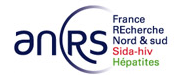 anRS
France
REcherche
Nord & sud
Sida-hiv
Hépatites